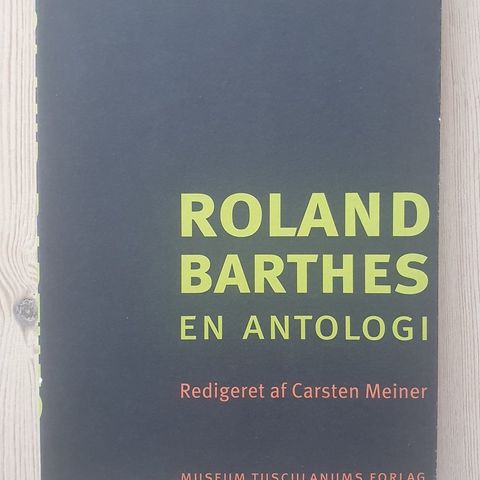 ROLAND
BARTHES
EN ANTOLOGI
Redigeret af Carsten Meiner
MUSEUM TUSCULANUMS FORLAG